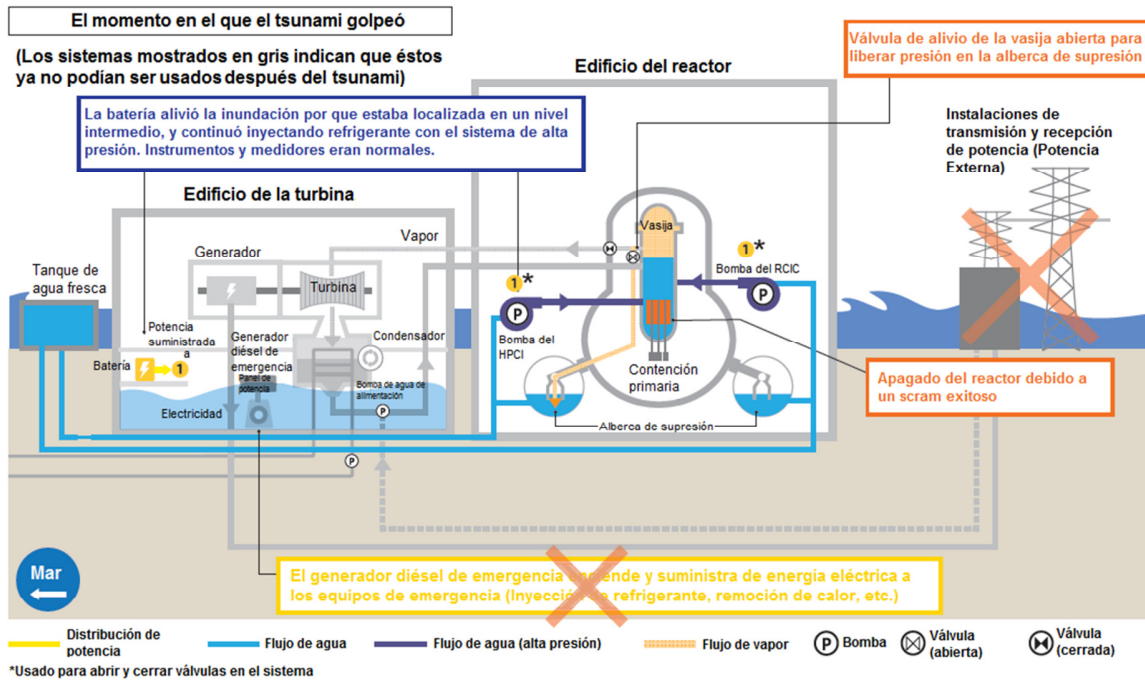 El momento en el que el tsunami golpeó
(Los sistemas mostrados en gris indican que éstos
ya no podían ser usados después del tsunami)
Válvula de alivio de la vasija abierta para
liberar presión en la alberca de supresión
Edificio del reactor
La batería alivió la inundación por que estaba localizada en un nivel
intermedio, y continuó inyectando refrigerante con el sistema de alta
presión. Instrumentos y medidores eran normales.
Instalaciones de
transmisión y recepción
de potencia (Potencia
Externa)
Edificio de la turbina
Vapor
Vasija
Generador
Turbina
Tanque de
agua fresca
1*
Bomba del RCIC
P
1*
P
Bomba del
HPCI
Potencia
suministrada
a
Batería
1
Generador
diésel de
emergencia
Panel de
potencia
Condensador
Bomba de agua de
alimentación
P
Electricidad
Contención
primaria
Alberca de supresión
Apagado del reactor debido a
un scram exitoso
P
Mar
El generador diésel de emergencia enciende y suministra de energía eléctrica a
los equipos de emergencia (Inyección de refrigerante, remoción de calor, etc.)
Distribución de
potencia
Flujo de agua
Flujo de agua (alta presión)
Flujo de vapor
P Bomba
Válvula
(abierta)
Válvula
(cerrada)
*Usado para abrir y cerrar válvulas en el sistema